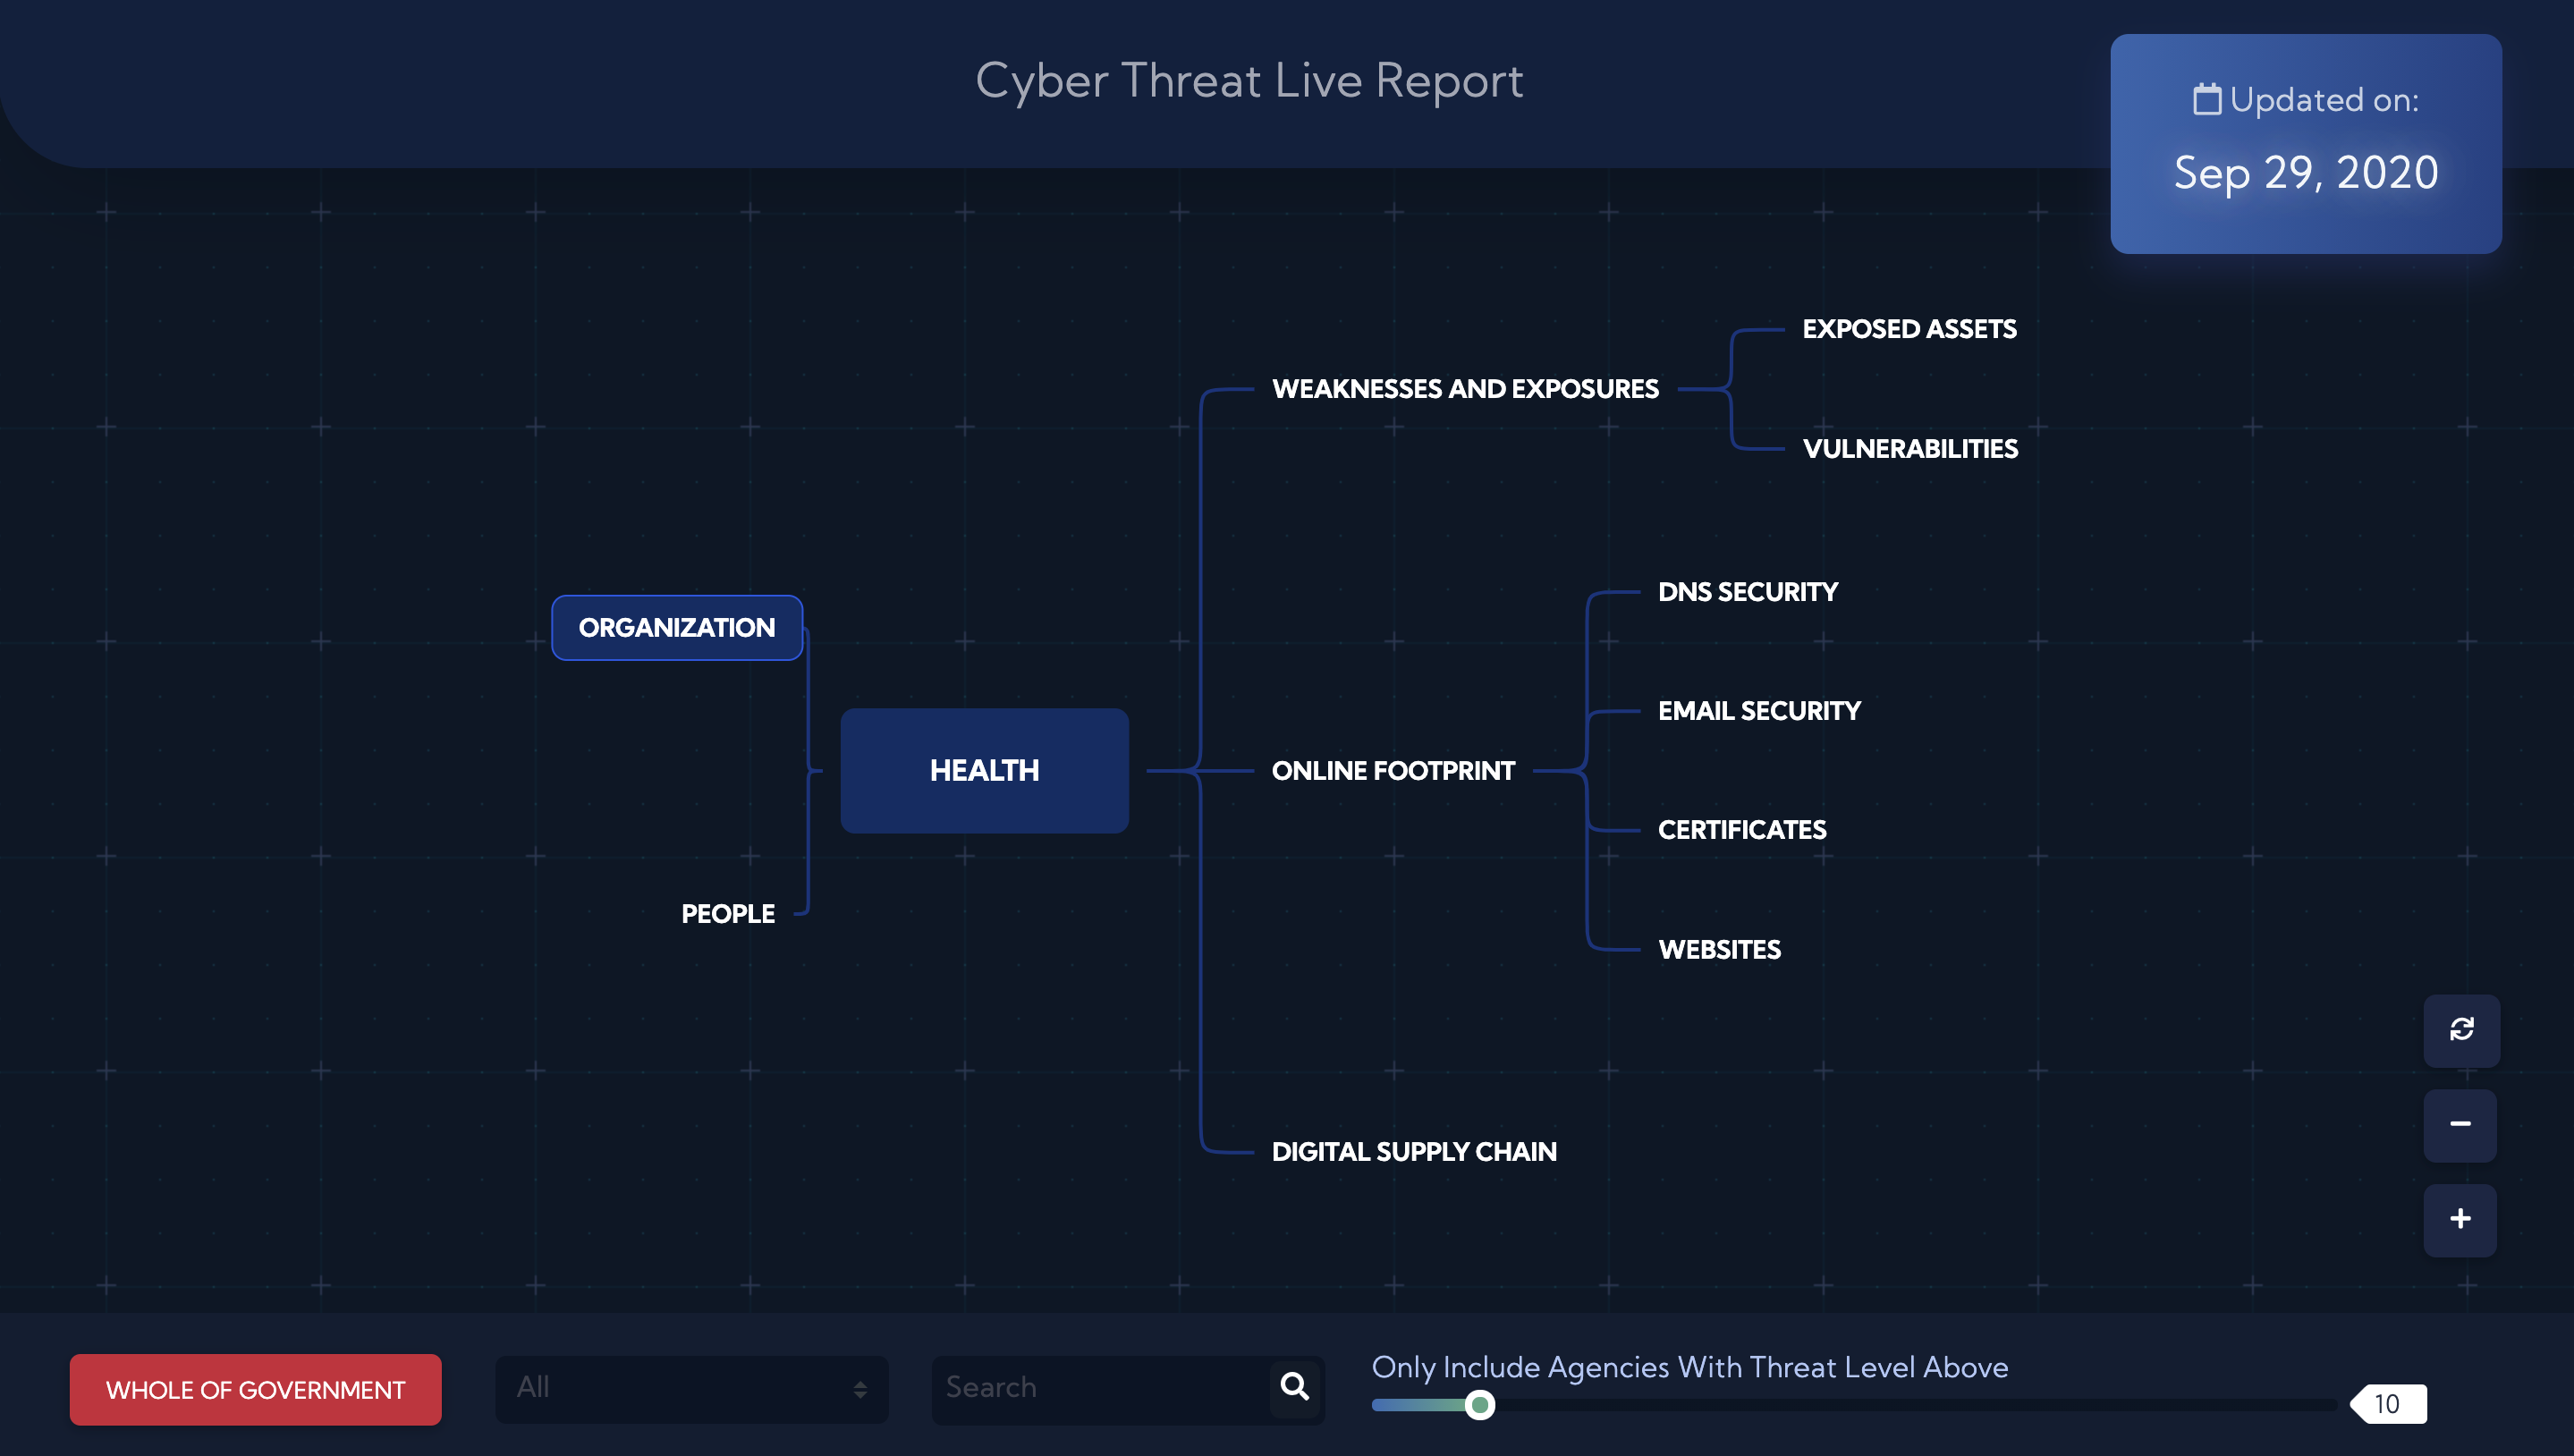 Cyber Threat Live Report
Updated on:
Sep 29, 2020
EXPOSED ASSETS
WEAKNESSES AND EXPOSURES
VULNERABILITIES
DNS SECURITY
ORGANIZATION
EMAIL SECURITY
HEALTH
ONLINE FOOTPRINT
CERTIFICATES
PEOPLE
WEBSITES
DIGITAL SUPPLY CHAIN
WHOLE OF GOVERNMENT
All
Search
Only Include Agencies With Threat Level Above
10